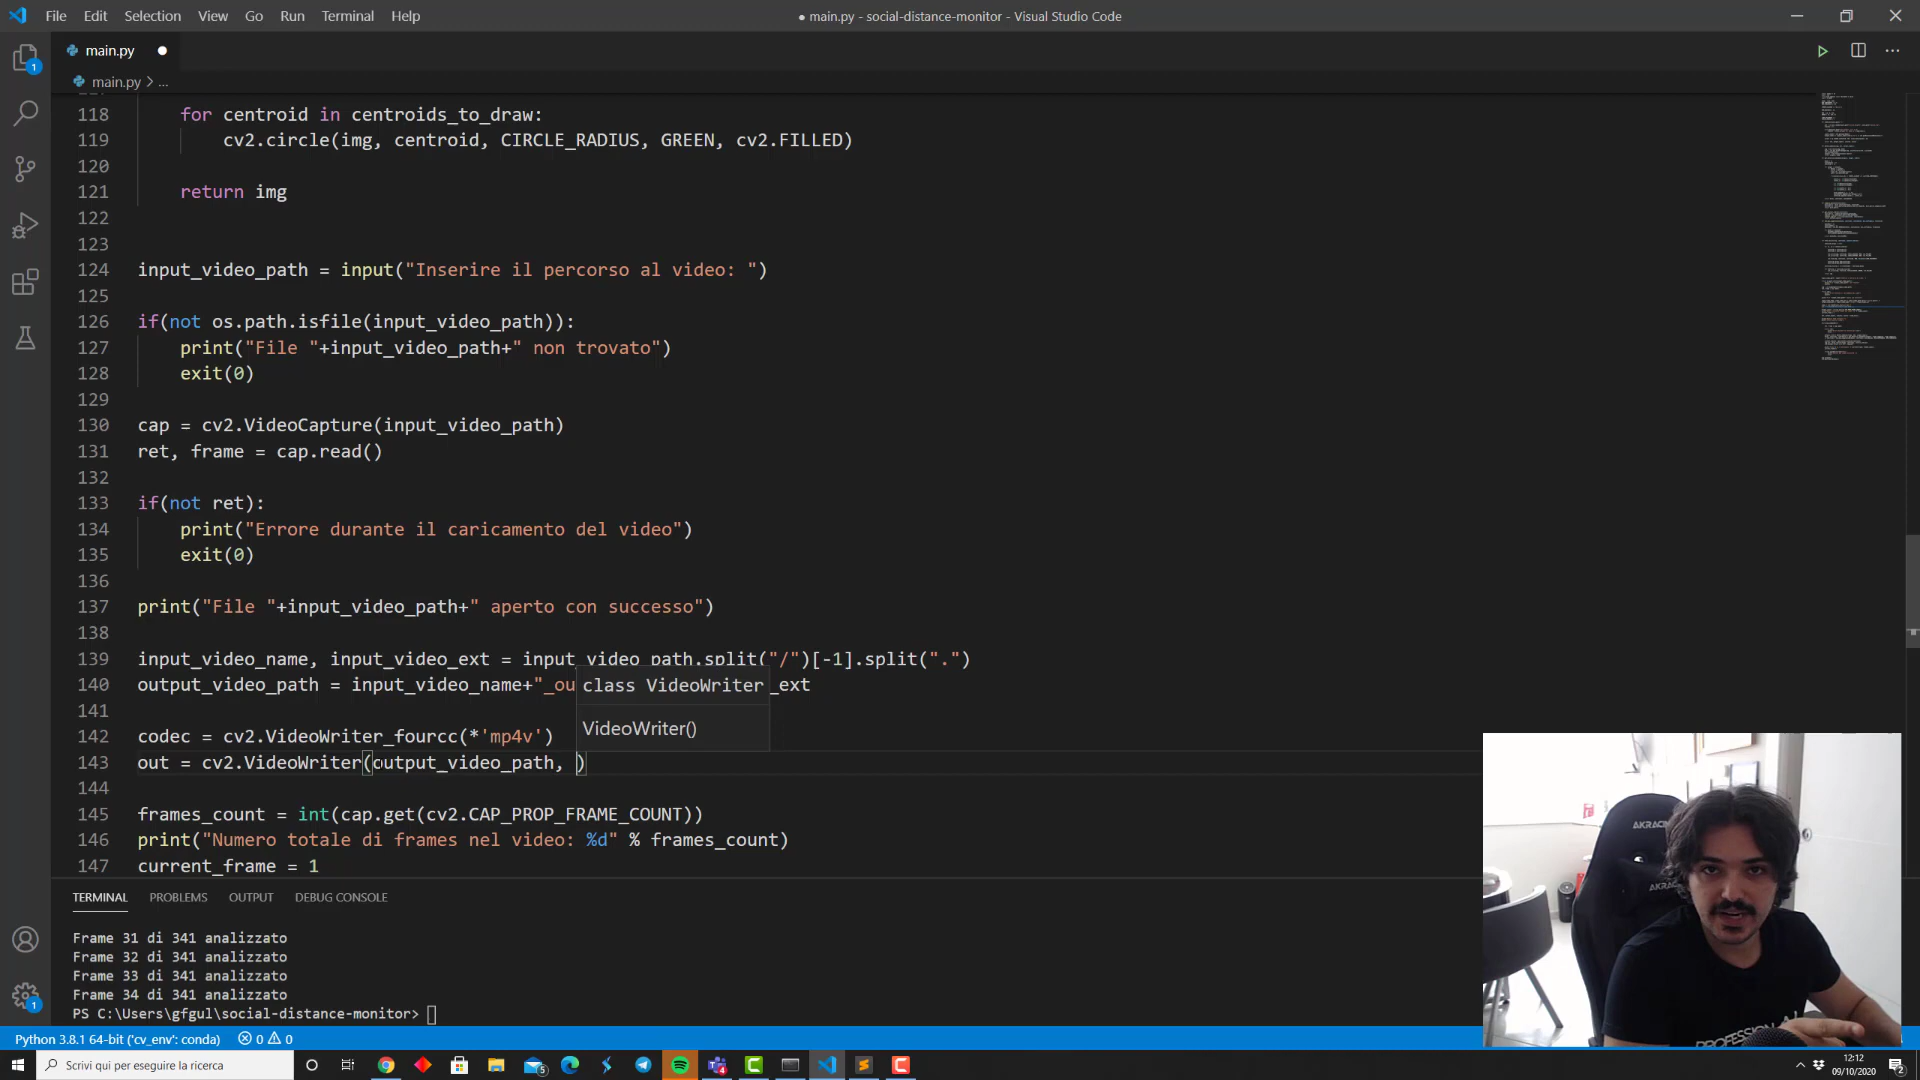 File Edit Selection View Go Run Terminal Help
● main.py - social-distance-monitor - Visual Studio Code
main.py
main.py > ...
118 for centroid in centroids_to_draw:
119 cv2.circle(img, centroid, CIRCLE_RADIUS, GREEN, cv2.FILLED)
120
121 return img
122
123
124 input_video_path = input("Inserire il percorso al video: ")
125
126 if(not os.path.isfile(input_video_path)):
127 print("File "+input_video_path+" non trovato")
128 exit(0)
129
130 cap = cv2.VideoCapture(input_video_path)
131 ret, frame = cap.read()
132
133 if(not ret):
134 print("Errore durante il caricamento del video")
135 exit(0)
136
137 print("File "+input_video_path+" aperto con successo")
138
139 input_video_name, input_video_ext = input_video_path.split("/")[-1].split(".")
140 output_video_path = input_video_name+"_ou _ext
class VideoWriter
141
VideoWriter()
142 codec = cv2.VideoWriter_fourcc(*'mp4v')
143 out = cv2.VideoWriter(output_video_path, )
144
145 frames_count = int(cap.get(cv2.CAP_PROP_FRAME_COUNT))
146 print("Numero totale di frames nel video: %d" % frames_count)
147 current_frame = 1
TERMINAL PROBLEMS OUTPUT DEBUG CONSOLE
Frame 31 di 341 analizzato
Frame 32 di 341 analizzato
Frame 33 di 341 analizzato
Frame 34 di 341 analizzato
PS C:\Users\gfgul\social-distance-monitor>
AKRACING
Python 3.8.1 64-bit ('cv_env': conda) 0 0
Scrivi qui per eseguire la ricerca
12:12
09/10/2020